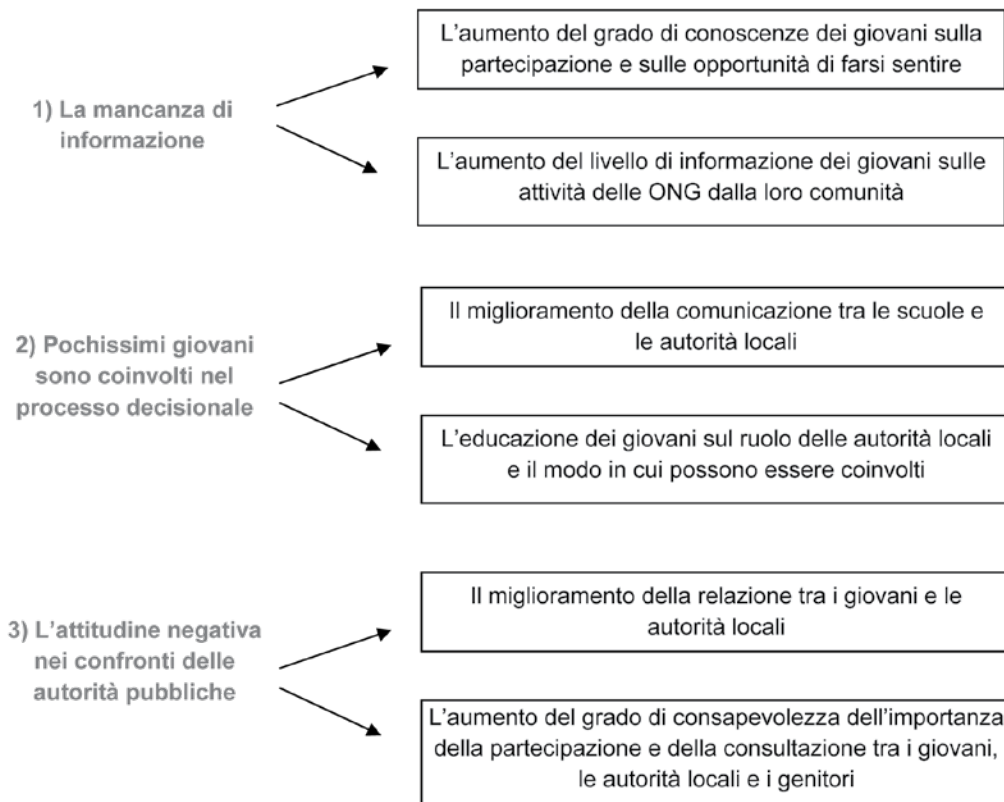 1) La mancanza di
informazione
L'aumento del grado di conoscenze dei giovani sulla
partecipazione e sulle opportunità di farsi sentire
L'aumento del livello di informazione dei giovani sulle
attività delle ONG dalla loro comunità
2) Pochissimi giovani
sono coinvolti nel
processo decisionale
Il miglioramento della comunicazione tra le scuole e
le autorità locali
L'educazione dei giovani sul ruolo delle autorità locali
e il modo in cui possono essere coinvolti
3) L'attitudine negativa
nei confronti delle
autorità pubbliche
Il miglioramento della relazione tra i giovani e le
autorità locali
L'aumento del grado di consapevolezza dell'importanza
della partecipazione e della consultazione tra i giovani,
le autorità locali e i genitori